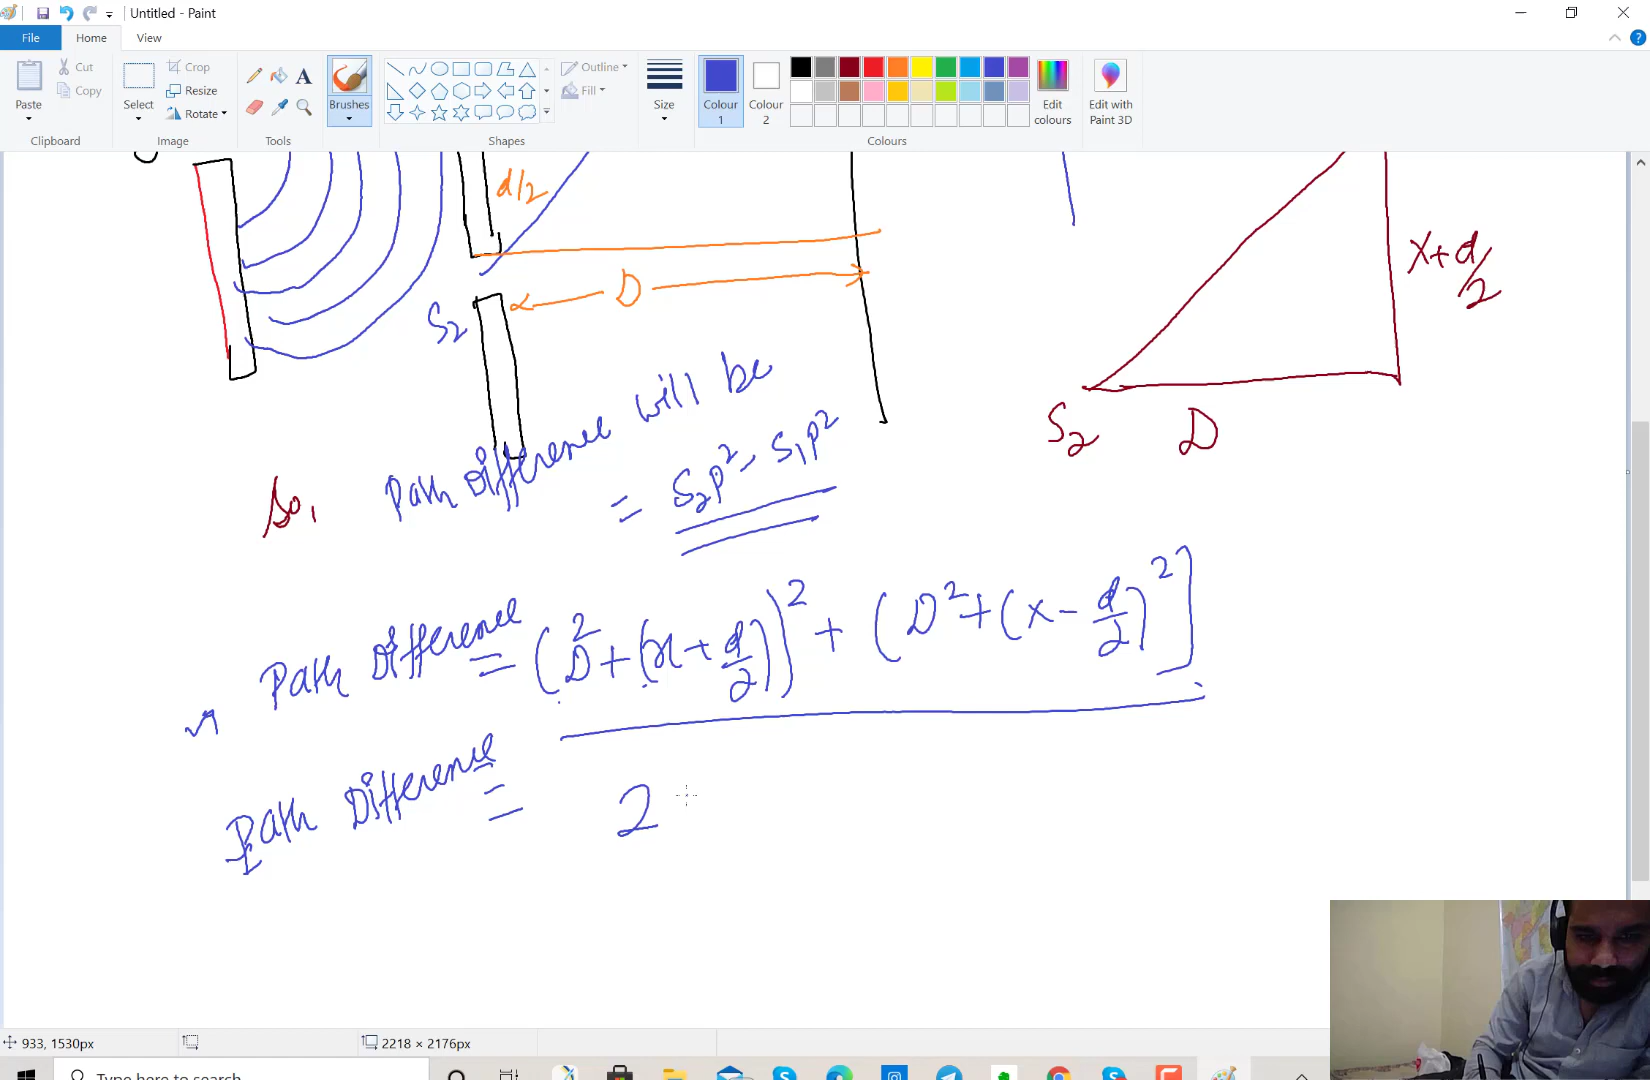 Untitled - Paint
File Home View
Paste Cut Copy Select Crop Resize Rotate Brushes Outline Fill Size Colour 1 Colour 2 Edit colours Edit with Paint 3D
Clipboard Image Tools Shapes Colours
d/2
x+d/2
D
S2
S2 D
So, Path Difference will be
= S2P² - S1P²
Path Difference = (D²+(x+d/2))² + (D²+(x-d/2)²]
Path Difference = 2
933, 1530px 2218 × 2176px
Type here to search